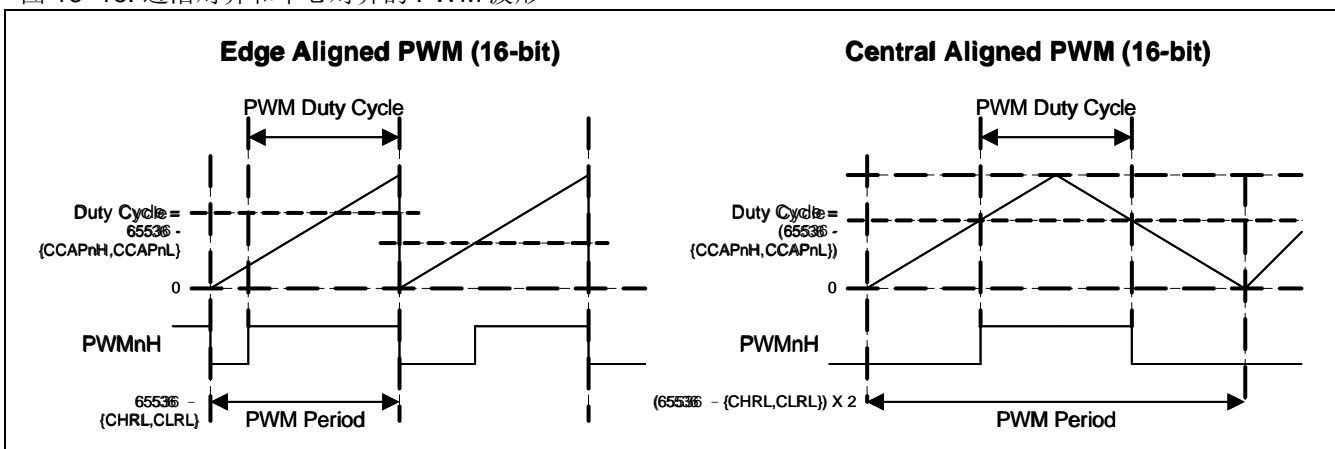 Edge Aligned PWM (16-bit)
PWM Duty Cycle
Duty Cycle =
65536 -
{CCAPnH,CCAPnL}
0
PWMnH
65536 -
{CHRL,CLRL}
PWM Period
Central Aligned PWM (16-bit)
PWM Duty Cycle
Duty Cycle =
(65536 -
{CCAPnH,CCAPnL})
0
PWMnH
(65536 - {CHRL,CLRL}) X 2
PWM Period